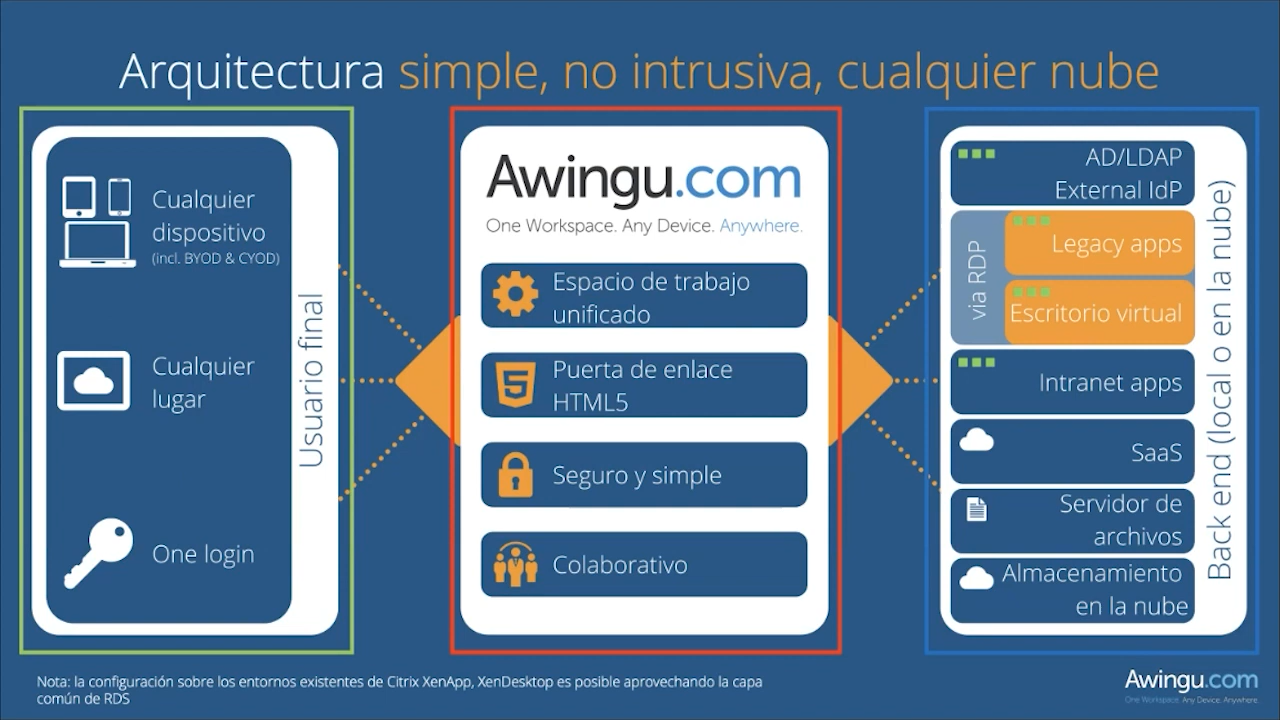 Arquitectura simple, no intrusiva, cualquier nube
Cualquier
dispositivo
(incl. BYOD & CYOD)
Cualquier
lugar
One login
Usuario final
Awingu.com
One Workspace. Any Device. Anywhere.
Espacio de trabajo
unificado
Puerta de enlace
HTML5
Seguro y simple
Colaborativo
AD/LDAP
External IdP
via RDP
Legacy apps
Escritorio virtual
Intranet apps
SaaS
Servidor de
archivos
Almacenamiento
en la nube
Back end (local o en la nube)
Nota: la configuración sobre los entornos existentes de Citrix XenApp, XenDesktop es posible aprovechando la capa
común de RDS
Awingu.com
One Workspace. Any Device. Anywhere.